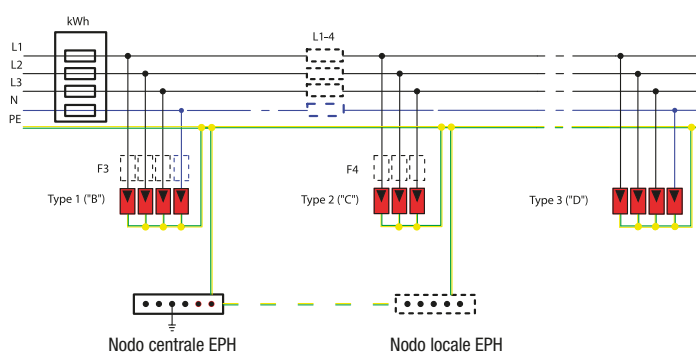 kWh
L1-4
L1
L2
L3
N
PE
F3
F4
Type 1 ("B")
Type 2 ("C")
Type 3 ("D")
Nodo centrale EPH
Nodo locale EPH